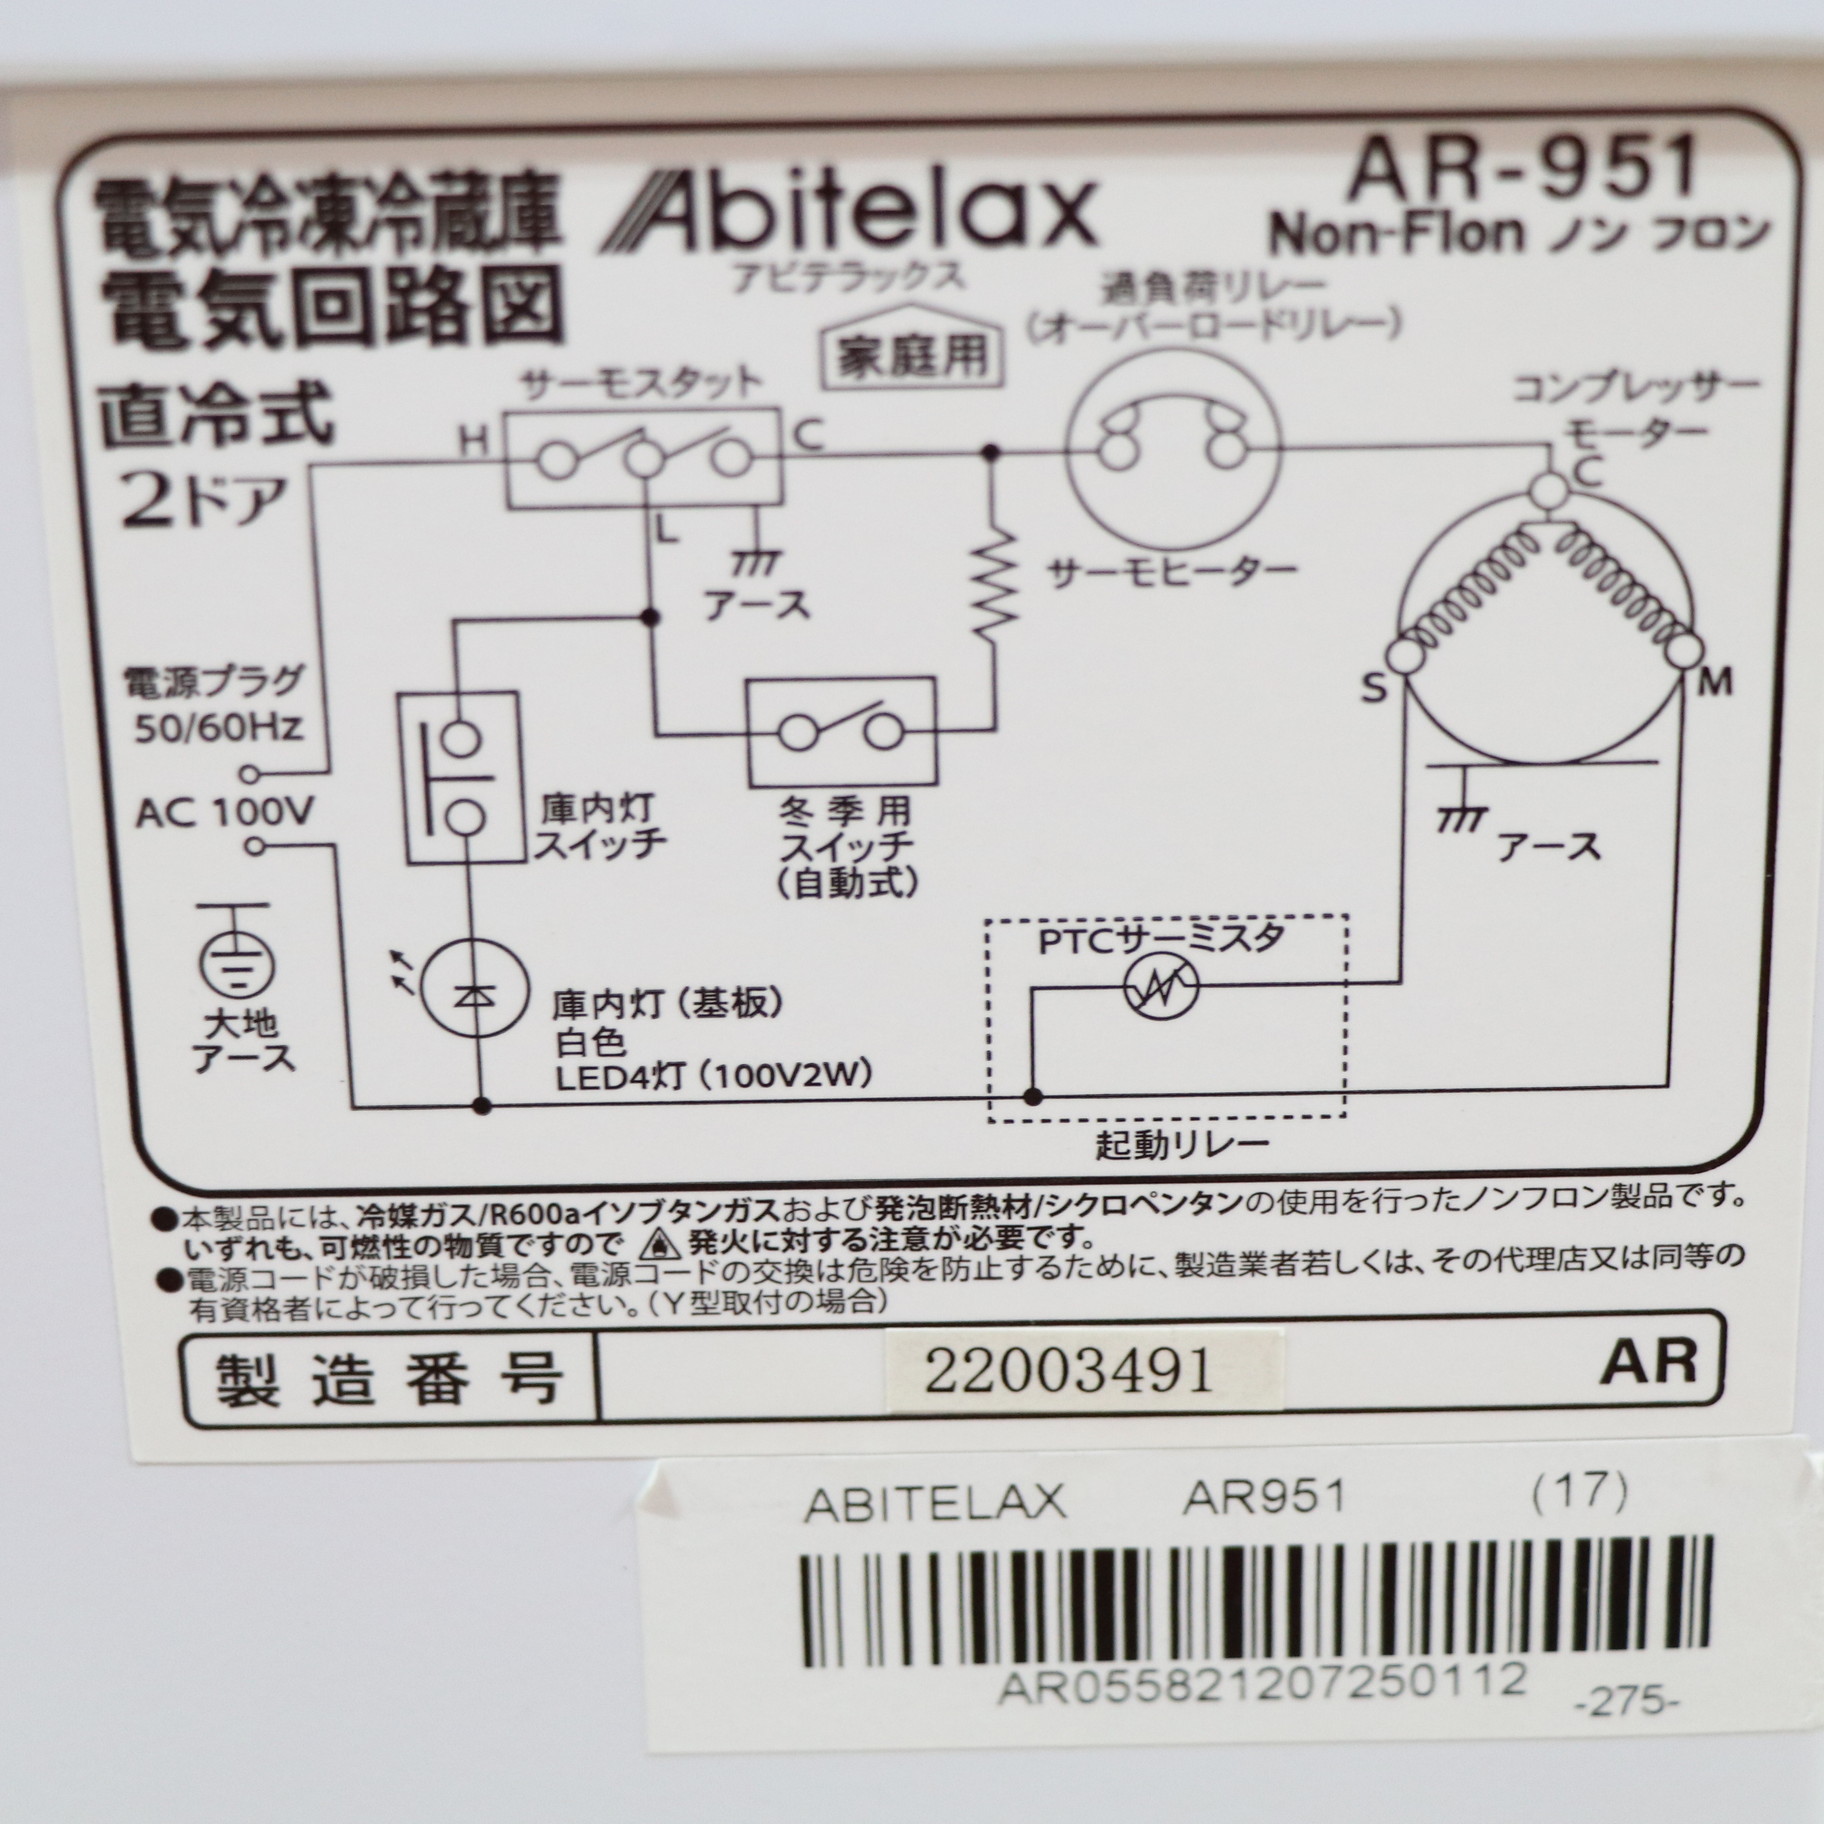 電気冷凍冷蔵庫
電気回路図
Abitelax
アビテラックス
AR-951
Non-Flon ノン フロン
直冷式
2ドア
家庭用
過負荷リレー
(オーバーロードリレー)
サーモスタット
H
C
L
アース
サーモヒーター
コンプレッサー
モーター
C
S
M
アース
電源プラグ
50/60Hz
AC 100V
大地
アース
庫内灯
スイッチ
冬季用
スイッチ
(自動式)
庫内灯(基板)
白色
LED4灯(100V2W)
PTCサーミスタ
起動リレー
●本製品には、冷媒ガス/R600aイソブタンガスおよび発泡断熱材/シクロペンタンの使用を行ったノンフロン製品です。
いずれも、可燃性の物質ですので 発火に対する注意が必要です。
●電源コードが破損した場合、電源コードの交換は危険を防止するために、製造業者若しくは、その代理店又は同等の
有資格者によって行ってください。(Y型取付の場合)
製造番号 22003491 AR
ABITELAX AR951 (17)
AR055821207250112 -275-